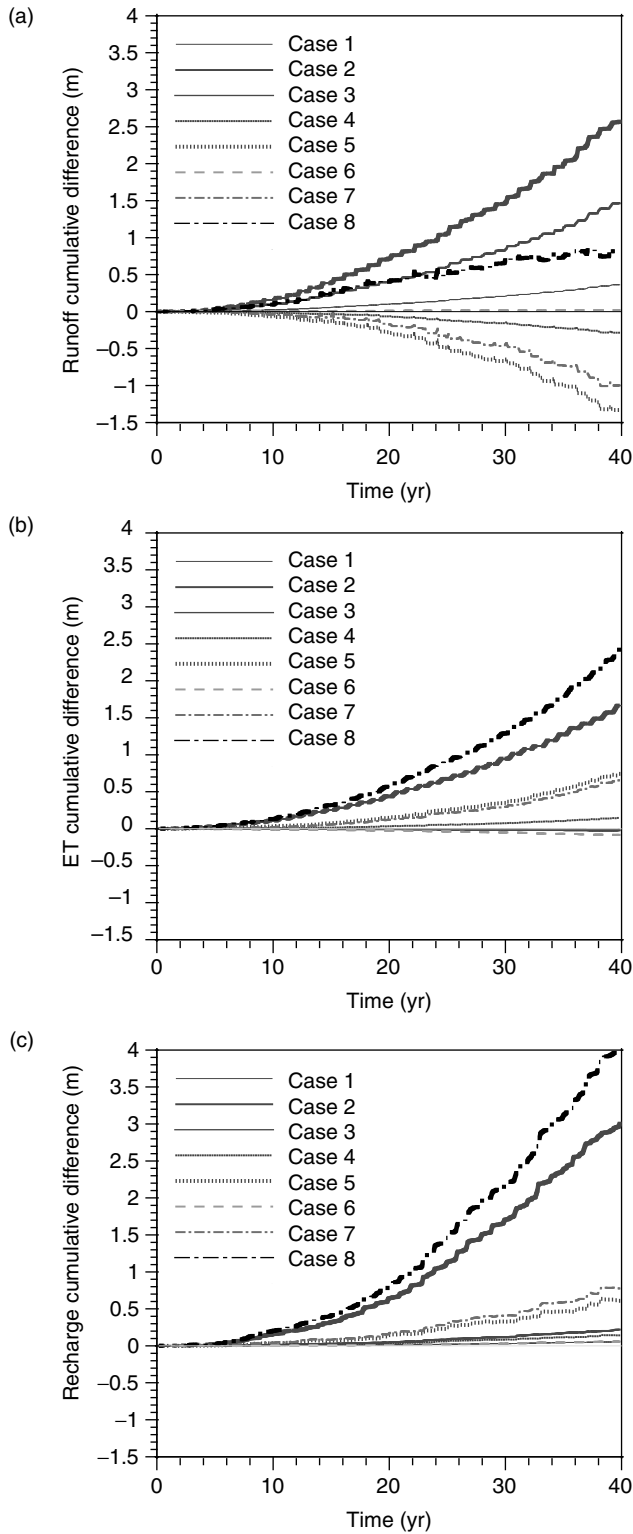 (a)
Runoff cumulative difference (m)
4
3.5
3
2.5
2
1.5
1
0.5
0
−0.5
−1
−1.5
Case 1
Case 2
Case 3
Case 4
Case 5
Case 6
Case 7
Case 8
0
10
20
30
40
Time (yr)
(b)
ET cumulative difference (m)
4
3.5
3
2.5
2
1.5
1
0.5
0
−0.5
−1
−1.5
Case 1
Case 2
Case 3
Case 4
Case 5
Case 6
Case 7
Case 8
0
10
20
30
40
Time (yr)
(c)
Recharge cumulative difference (m)
4
3.5
3
2.5
2
1.5
1
0.5
0
−0.5
−1
−1.5
Case 1
Case 2
Case 3
Case 4
Case 5
Case 6
Case 7
Case 8
0
10
20
30
40
Time (yr)